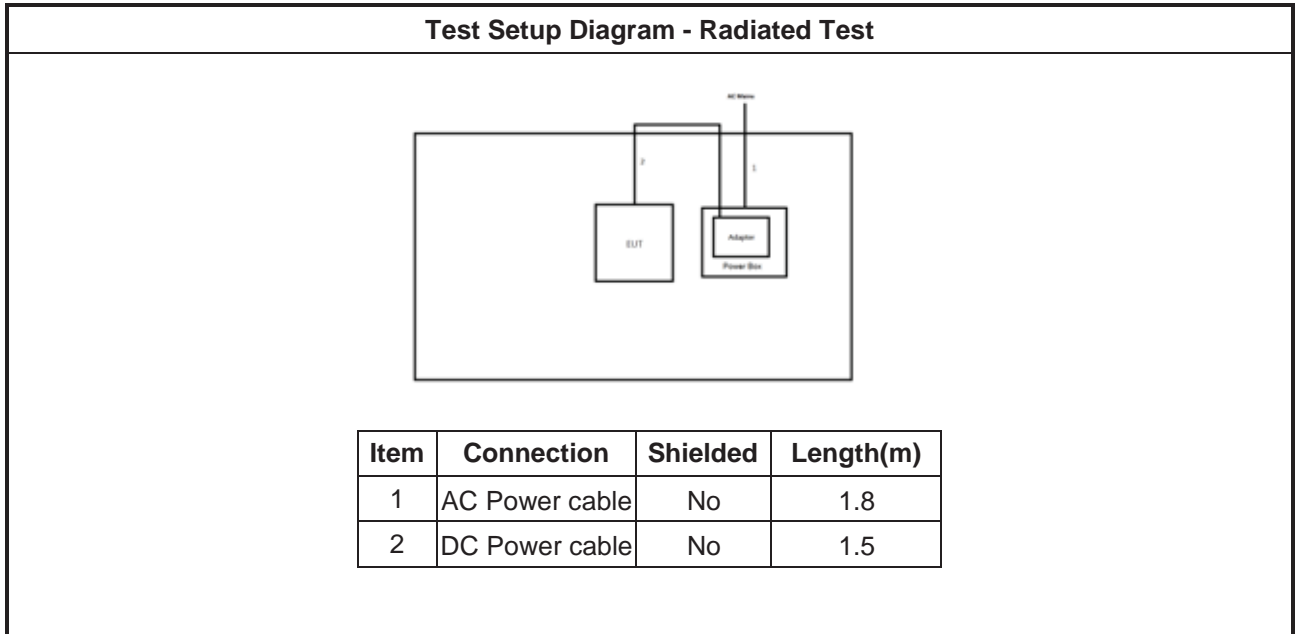 Test Setup Diagram - Radiated Test
AC Mains
2
1
EUT
Adapter
Power Box
Item Connection Shielded Length(m)
1 AC Power cable No 1.8
2 DC Power cable No 1.5